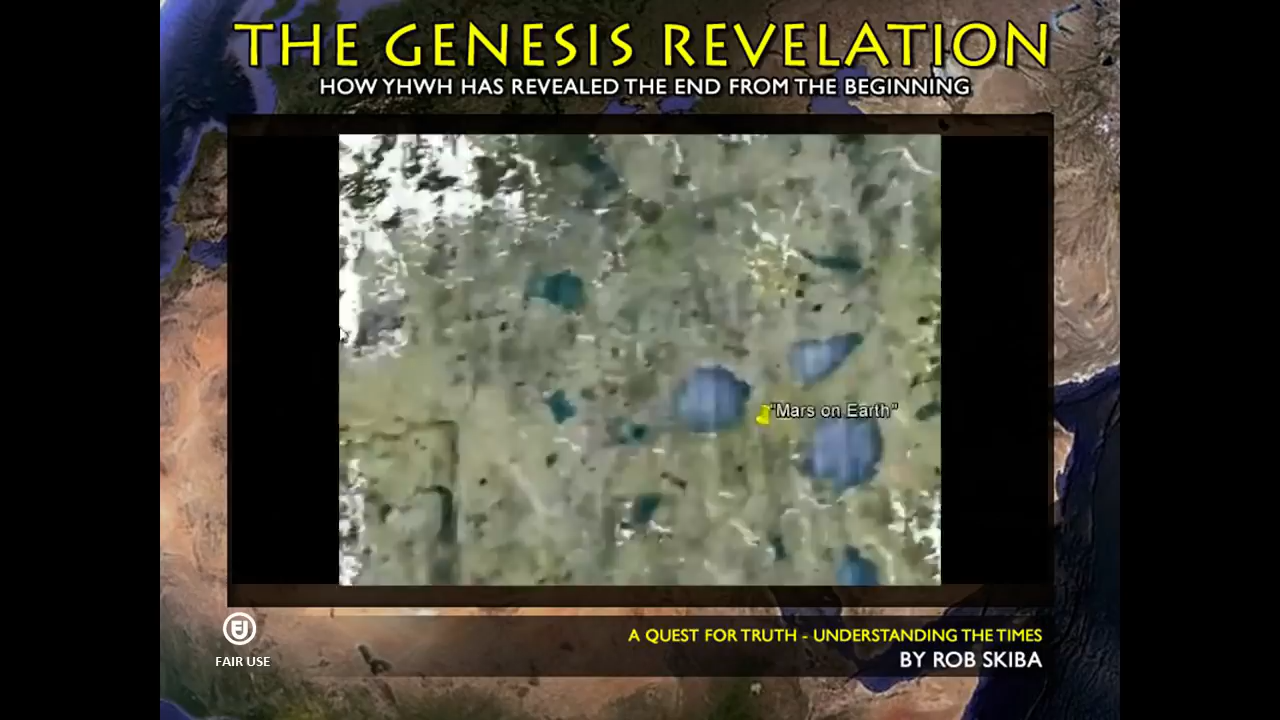 THE GENESIS REVELATION
HOW YHWH HAS REVEALED THE END FROM THE BEGINNING
"Mars on Earth"
FAIR USE
A QUEST FOR TRUTH - UNDERSTANDING THE TIMES
BY ROB SKIBA